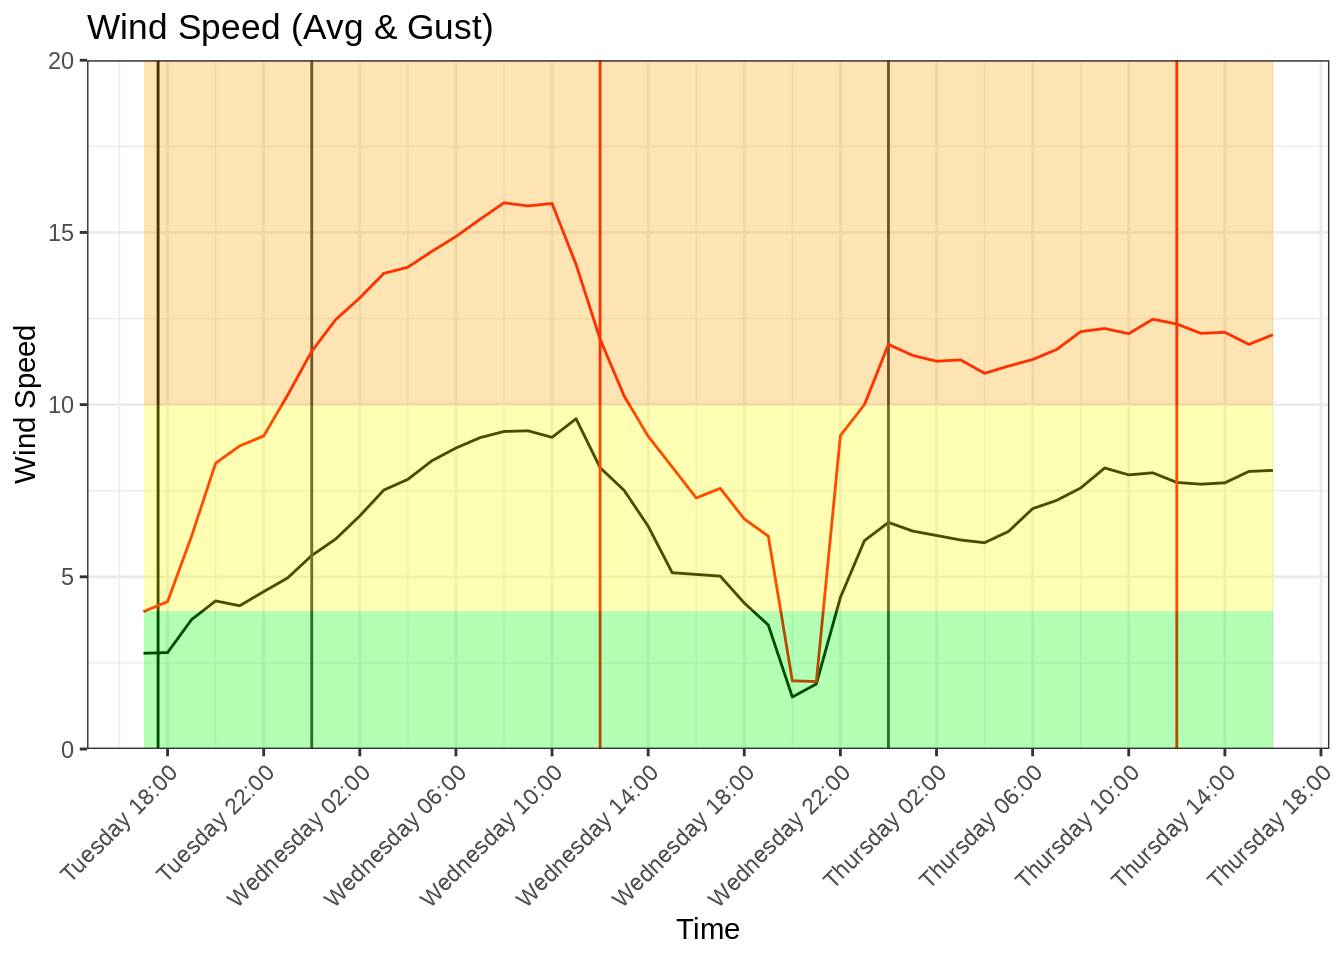 Wind Speed (Avg & Gust)
20
15
10
5
0
Wind Speed
Tuesday 18:00
Tuesday 22:00
Wednesday 02:00
Wednesday 06:00
Wednesday 10:00
Wednesday 14:00
Wednesday 18:00
Wednesday 22:00
Thursday 02:00
Thursday 06:00
Thursday 10:00
Thursday 14:00
Thursday 18:00
Time